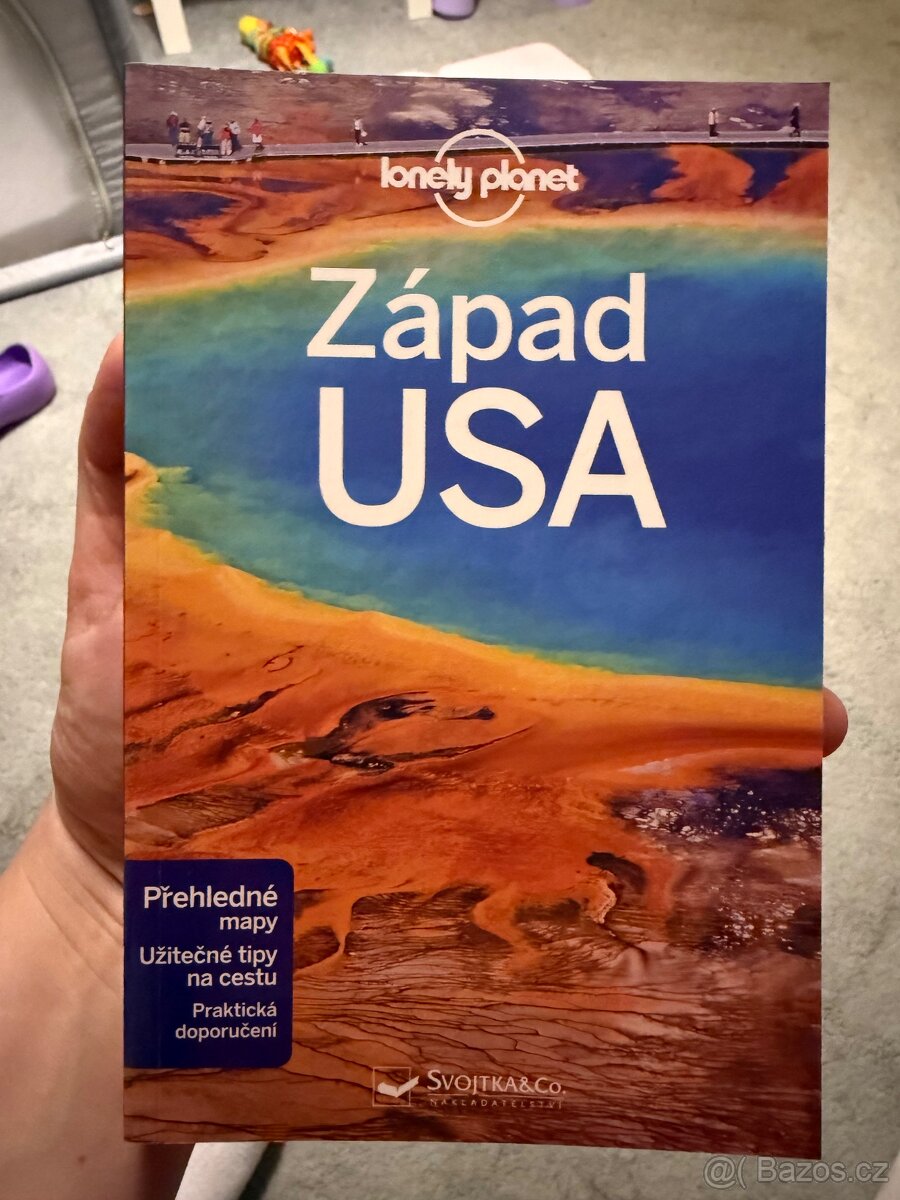 lonely planet
Západ
USA
Přehledné
mapy
Užitečné tipy
na cestu
Praktická
doporučení
Svojtka&Co.
NAKLADATELSTVÍ
@( Bazos.cz